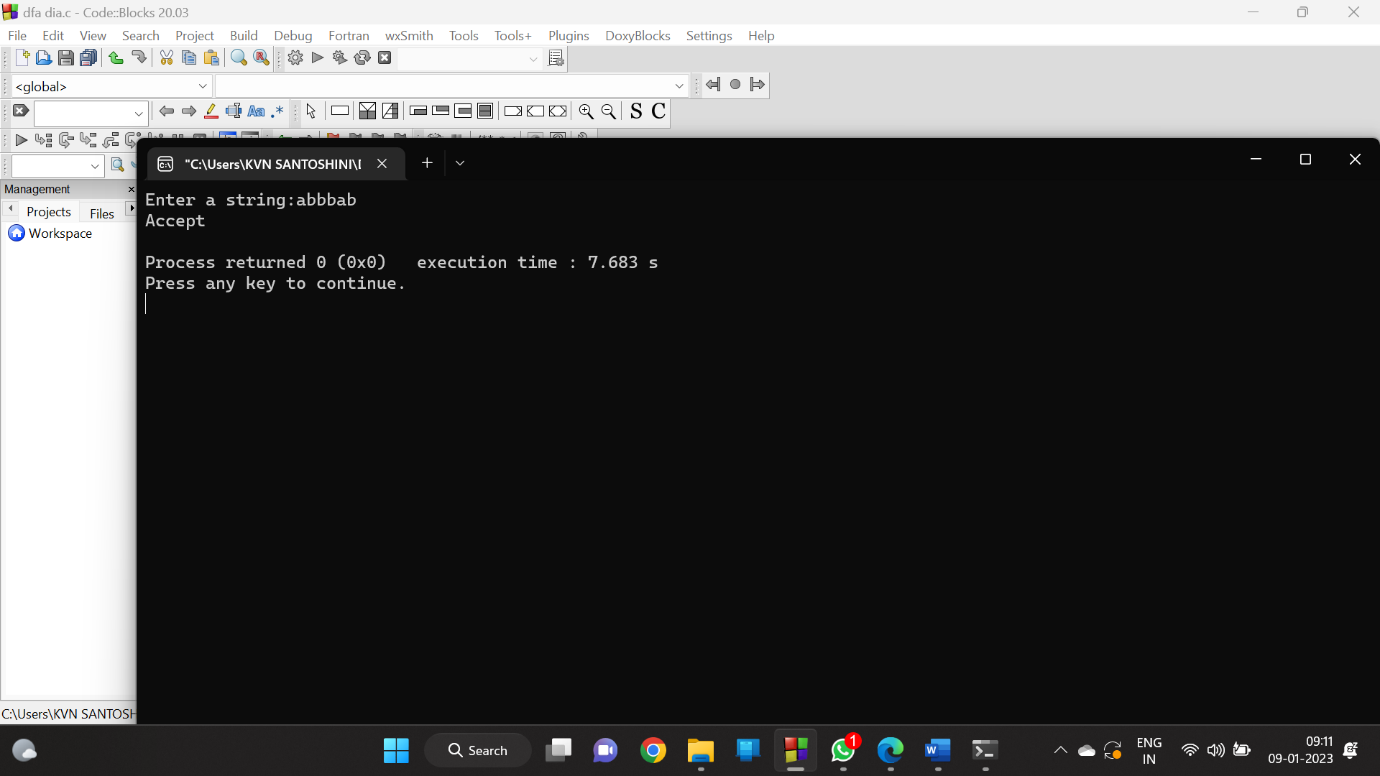 dfa dia.c - Code::Blocks 20.03
File Edit View Search Project Build Debug Fortran wxSmith Tools Tools+ Plugins DoxyBlocks Settings Help
<global>
Aa .* S C
"C:\Users\KVN SANTOSHINI\[
Management
Projects Files
Workspace
Enter a string:abbbab
Accept
Process returned 0 (0x0) execution time : 7.683 s
Press any key to continue.
C:\Users\KVN SANTOSH
Search
1
ENG
IN
09:11
09-01-2023